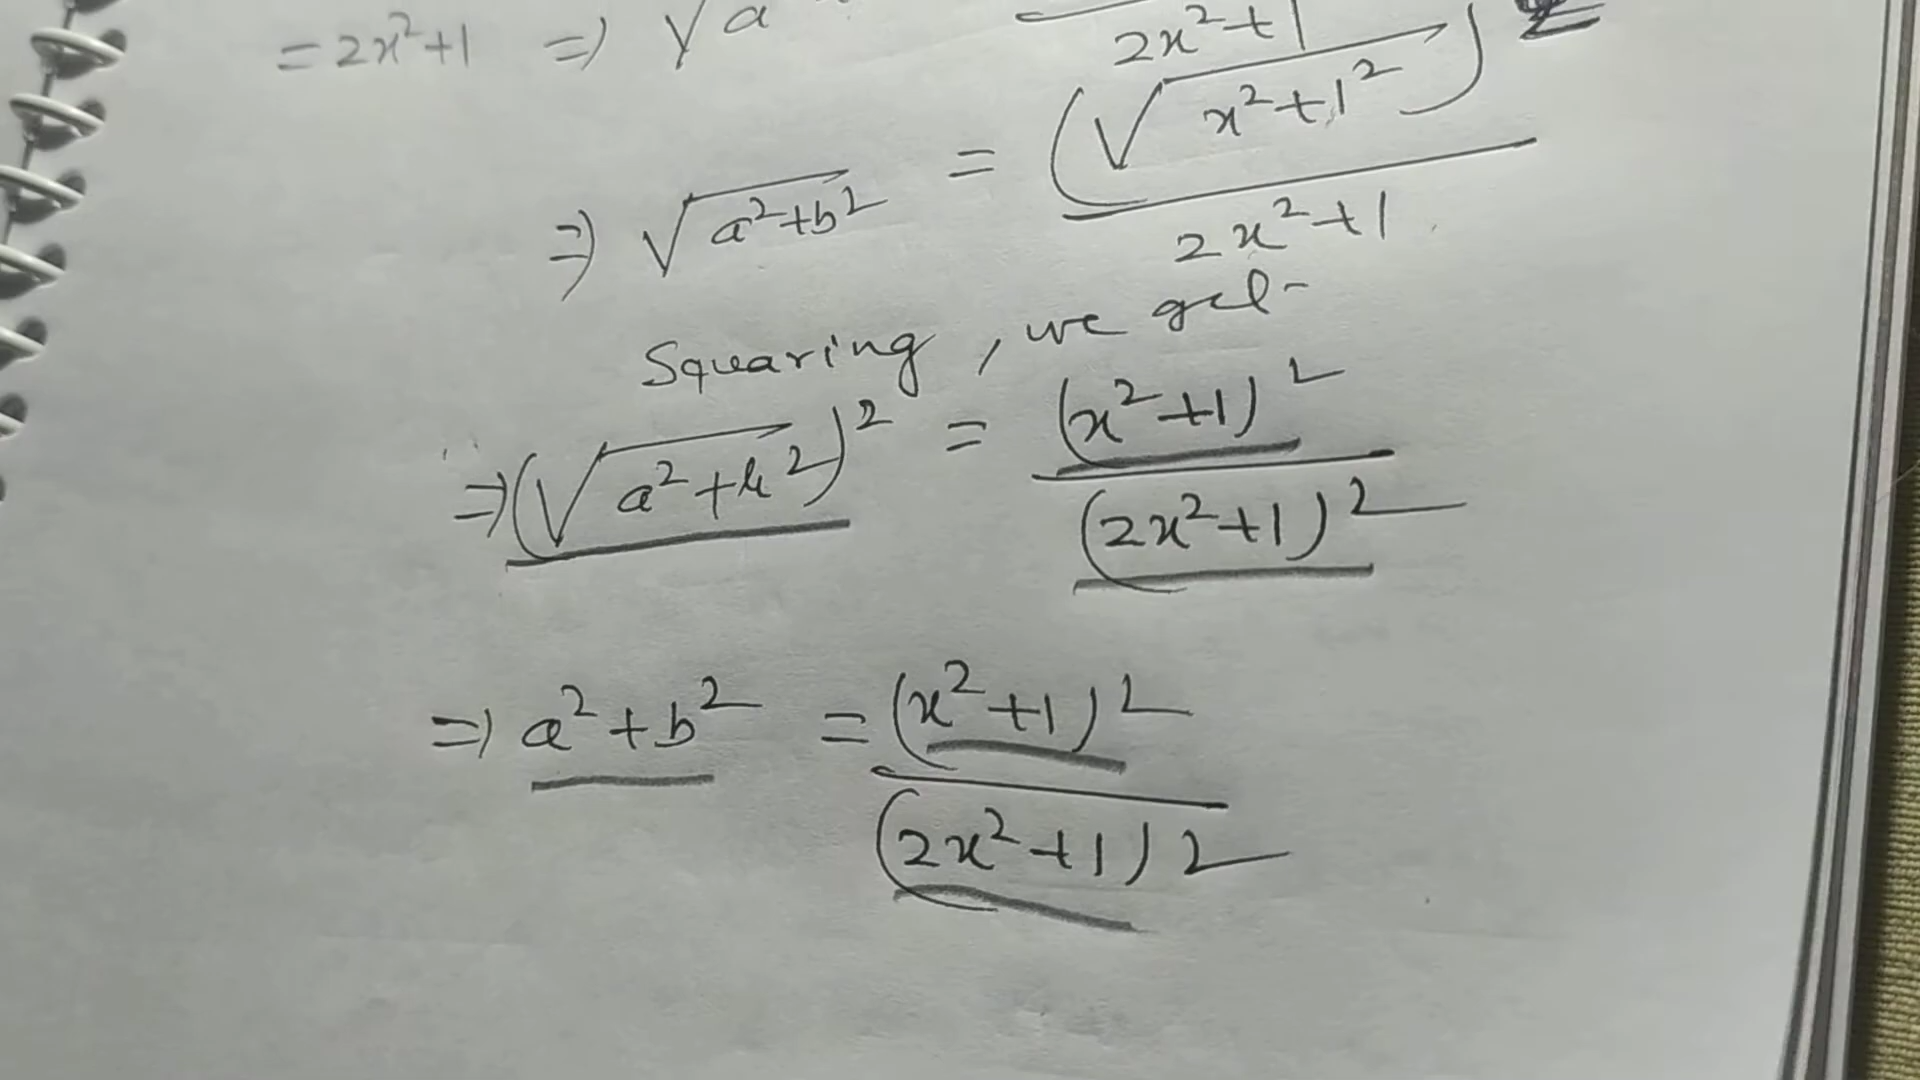 = 2x²+1 ⇒ √a
2x²+1
⇒ √a²+b² = (√x²+1²)² / 2x²+1
Squaring, we get
⇒ (√a²+b²)² = (x²+1)² / (2x²+1)²
⇒ a²+b² = (x²+1)² / (2x²+1)²